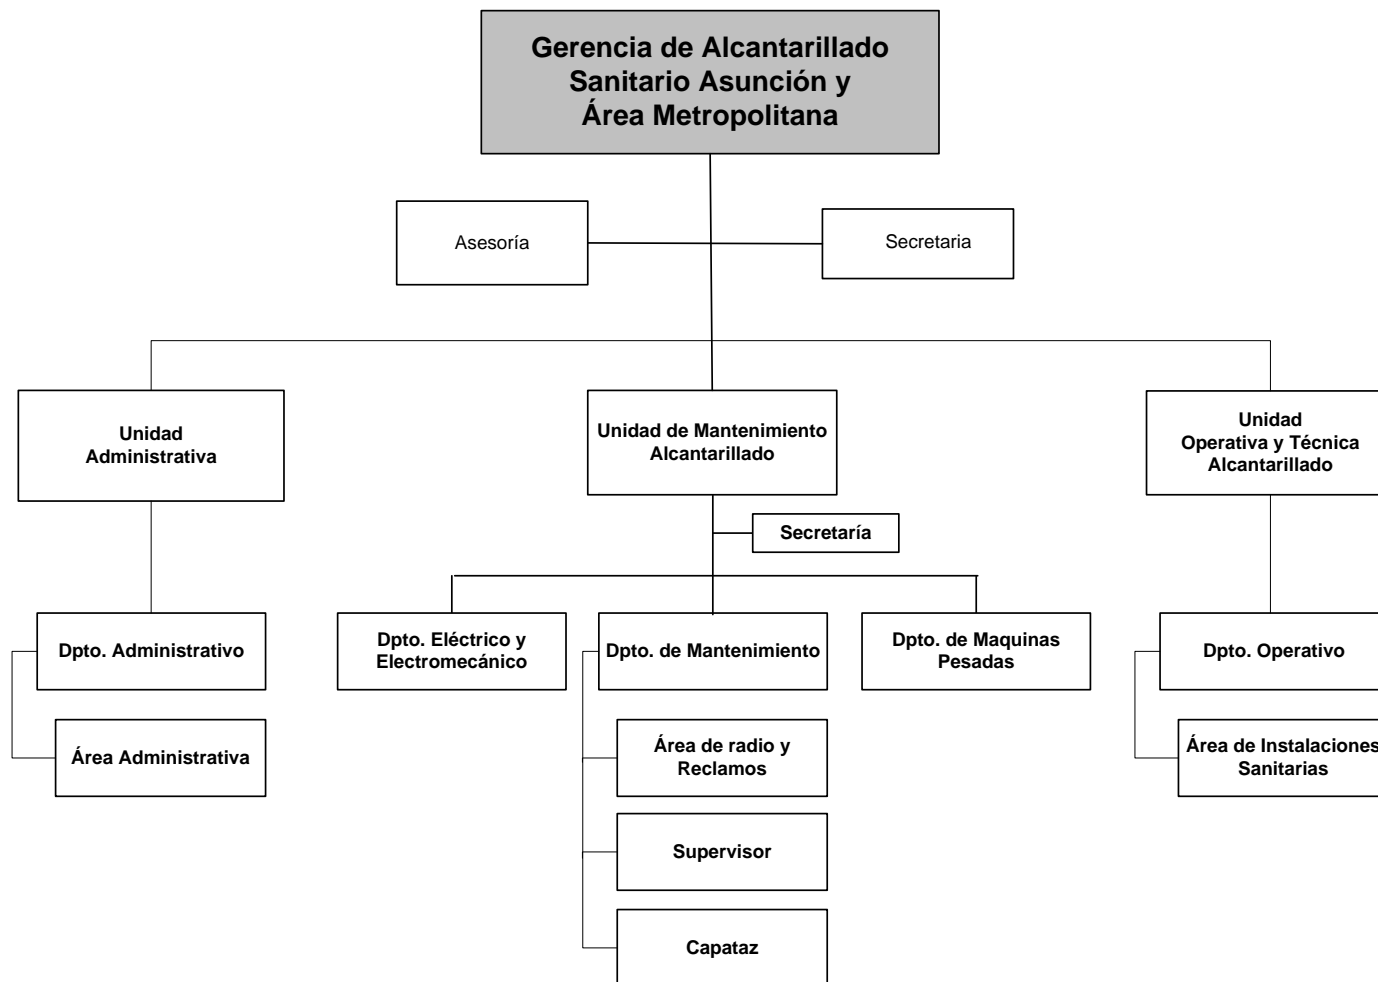 Gerencia de Alcantarillado
Sanitario Asunción y
Área Metropolitana
Asesoría
Secretaria
Unidad
Administrativa
Unidad de Mantenimiento
Alcantarillado
Unidad
Operativa y Técnica
Alcantarillado
Secretaría
Dpto. Administrativo
Dpto. Eléctrico y
Electromecánico
Dpto. de Mantenimiento
Dpto. de Maquinas
Pesadas
Dpto. Operativo
Área Administrativa
Área de radio y
Reclamos
Área de Instalaciones
Sanitarias
Supervisor
Capataz